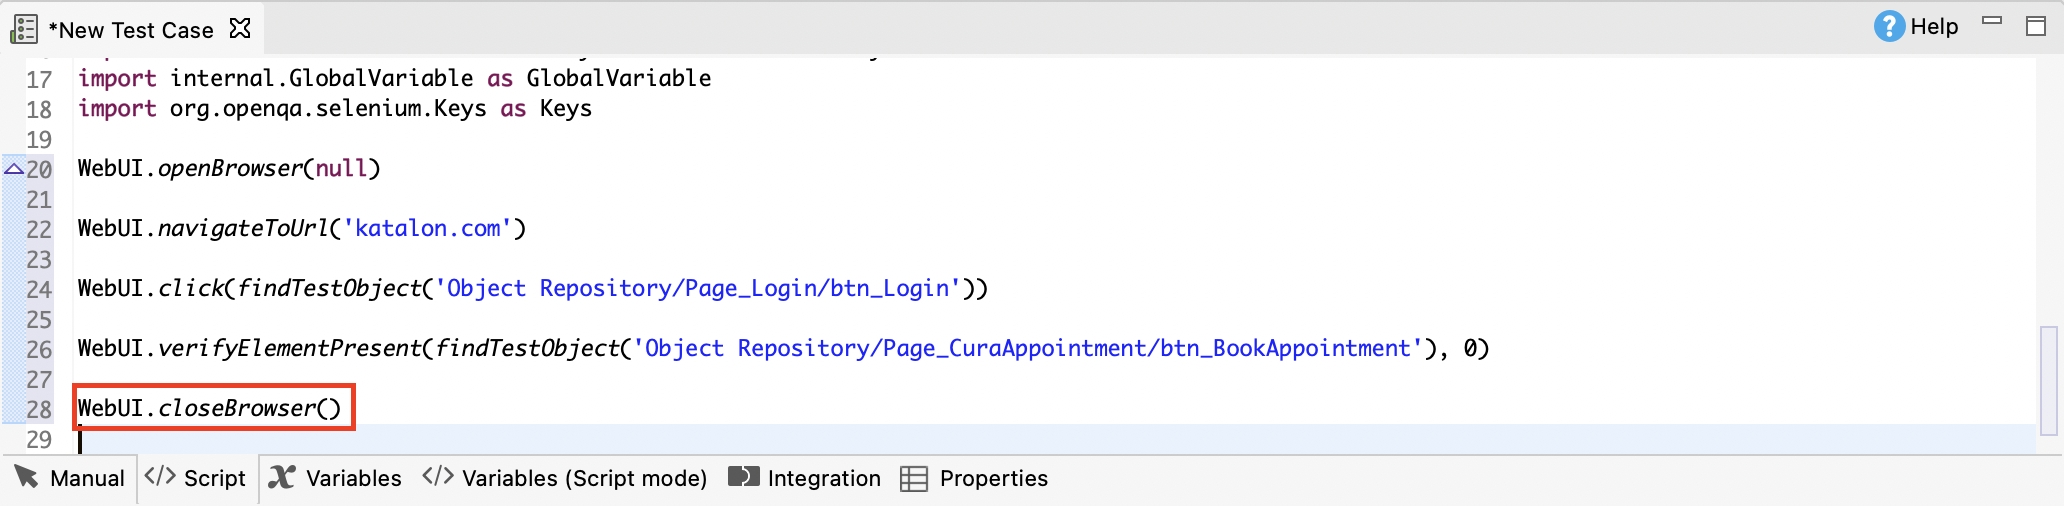 *New Test Case
Help
17 import internal.GlobalVariable as GlobalVariable
18 import org.openqa.selenium.Keys as Keys
19
20 WebUI.openBrowser(null)
21
22 WebUI.navigateToUrl('katalon.com')
23
24 WebUI.click(findTestObject('Object Repository/Page_Login/btn_Login'))
25
26 WebUI.verifyElementPresent(findTestObject('Object Repository/Page_CuraAppointment/btn_BookAppointment'), 0)
27
28 WebUI.closeBrowser()
29
Manual </> Script Variables </> Variables (Script mode) Integration Properties